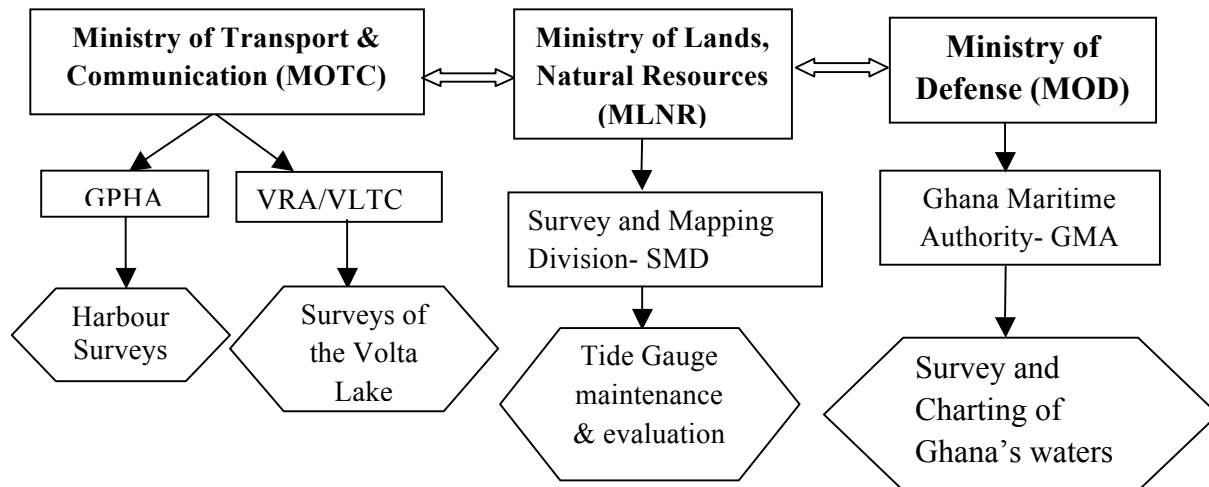 Ministry of Transport &
Communication (MOTC)
Ministry of Lands,
Natural Resources
(MLNR)
Ministry of
Defense (MOD)
GPHA
VRA/VLTC
Survey and Mapping
Division- SMD
Ghana Maritime
Authority- GMA
Harbour
Surveys
Surveys of
the Volta
Lake
Tide Gauge
maintenance
& evaluation
Survey and
Charting of
Ghana’s waters